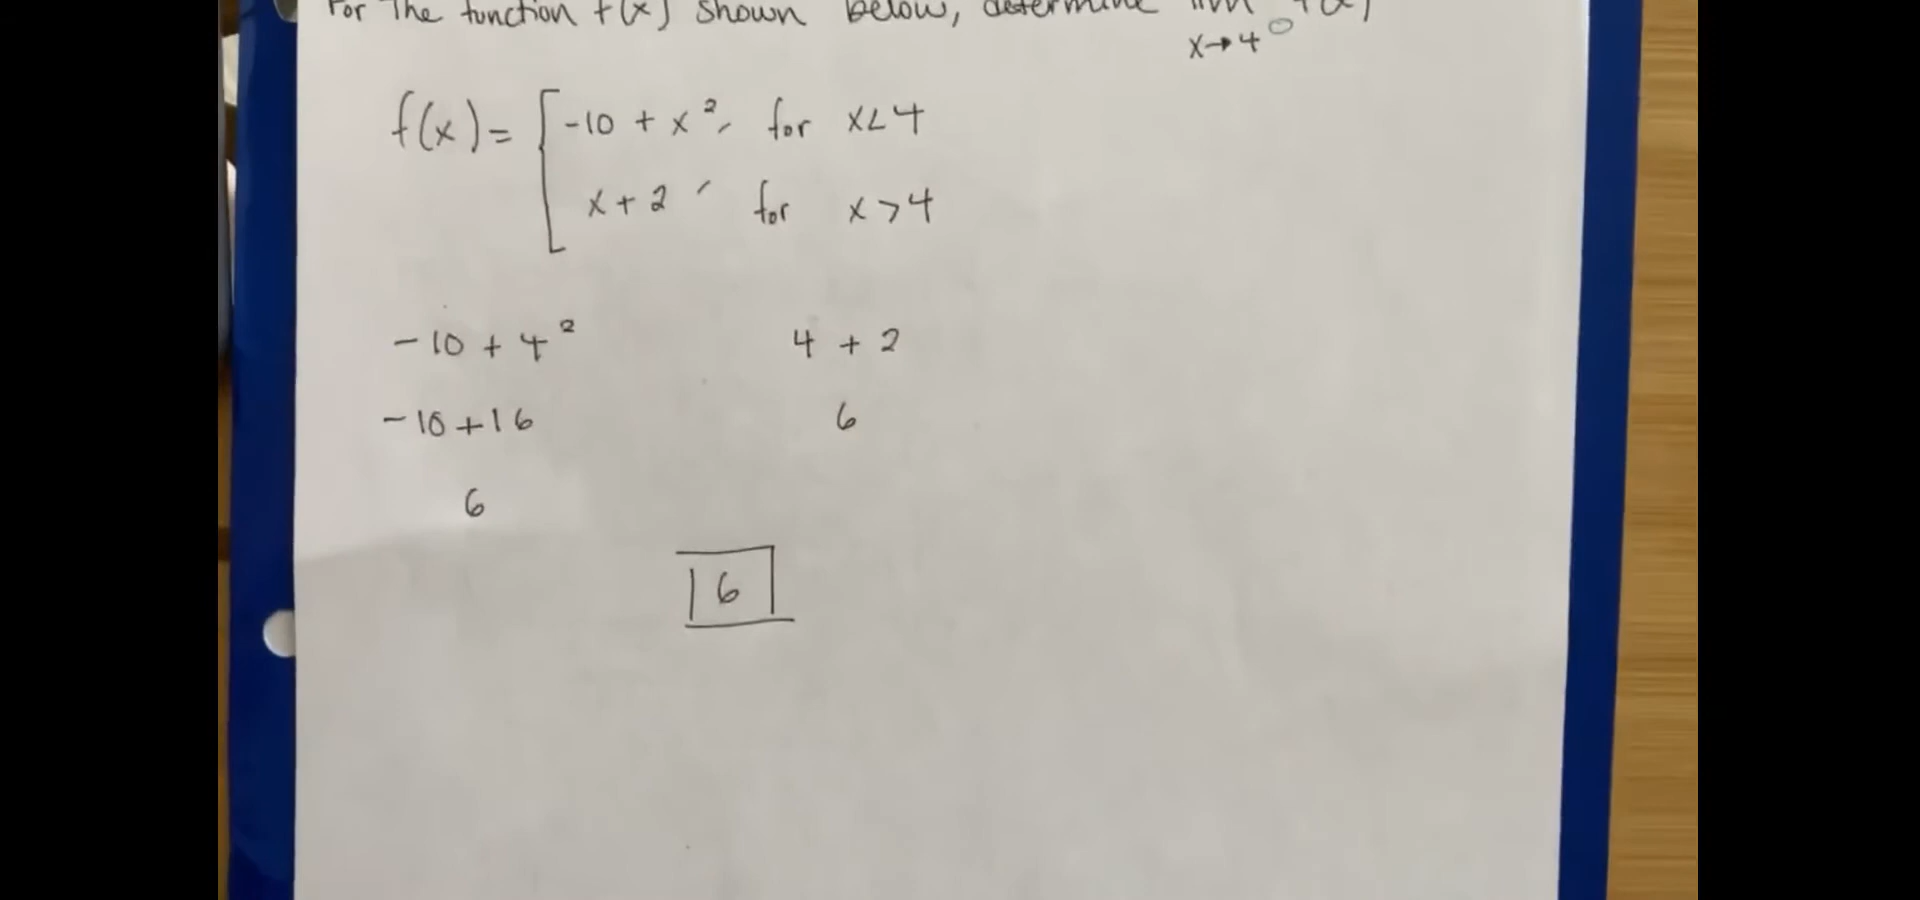 For The function f(x) shown below, determine lim f(x)
x→4
f(x)= [ -10 + x², for x<4
x+2, for x>4
-10 + 4² 4 + 2
-10+16 6
6
6